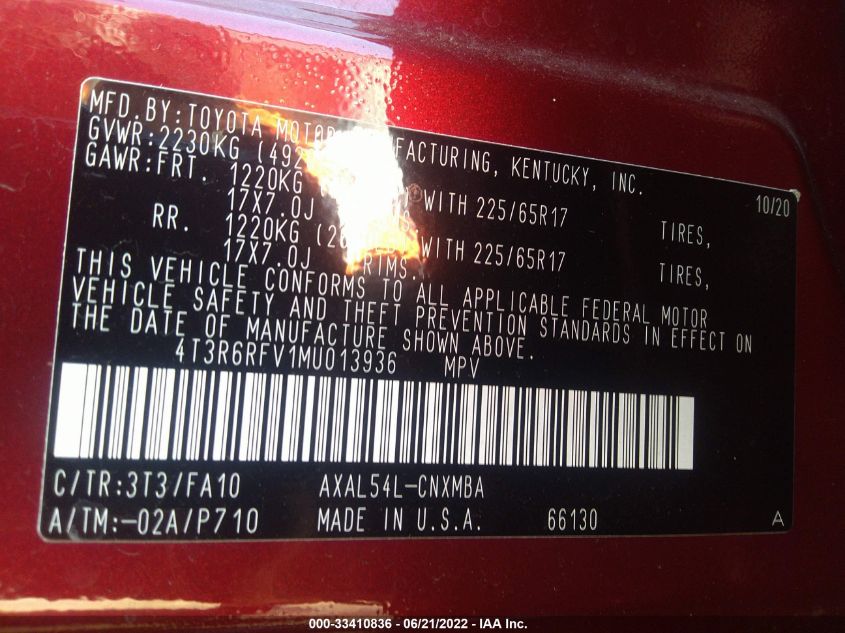 MFD. BY: TOYOTA MOTOR MANUFACTURING, KENTUCKY, INC.
10/20
GVWR: 2230KG (492
GAWR: FRT. 1220KG WITH 225/65R17 TIRES,
17X7.0J
RR. 1220KG (26 WITH 225/65R17 TIRES,
17X7.0J RIMS.
THIS VEHICLE CONFORMS TO ALL APPLICABLE FEDERAL MOTOR
VEHICLE SAFETY AND THEFT PREVENTION STANDARDS IN EFFECT ON
THE DATE OF MANUFACTURE SHOWN ABOVE.
4T3R6RFV1MU013936 MPV
C/TR:3T3/FA10 AXAL54L-CNXMBA
A/TM:-02A/P710 MADE IN U.S.A. 66130 A
000-33410836 - 06/21/2022 - IAA Inc.